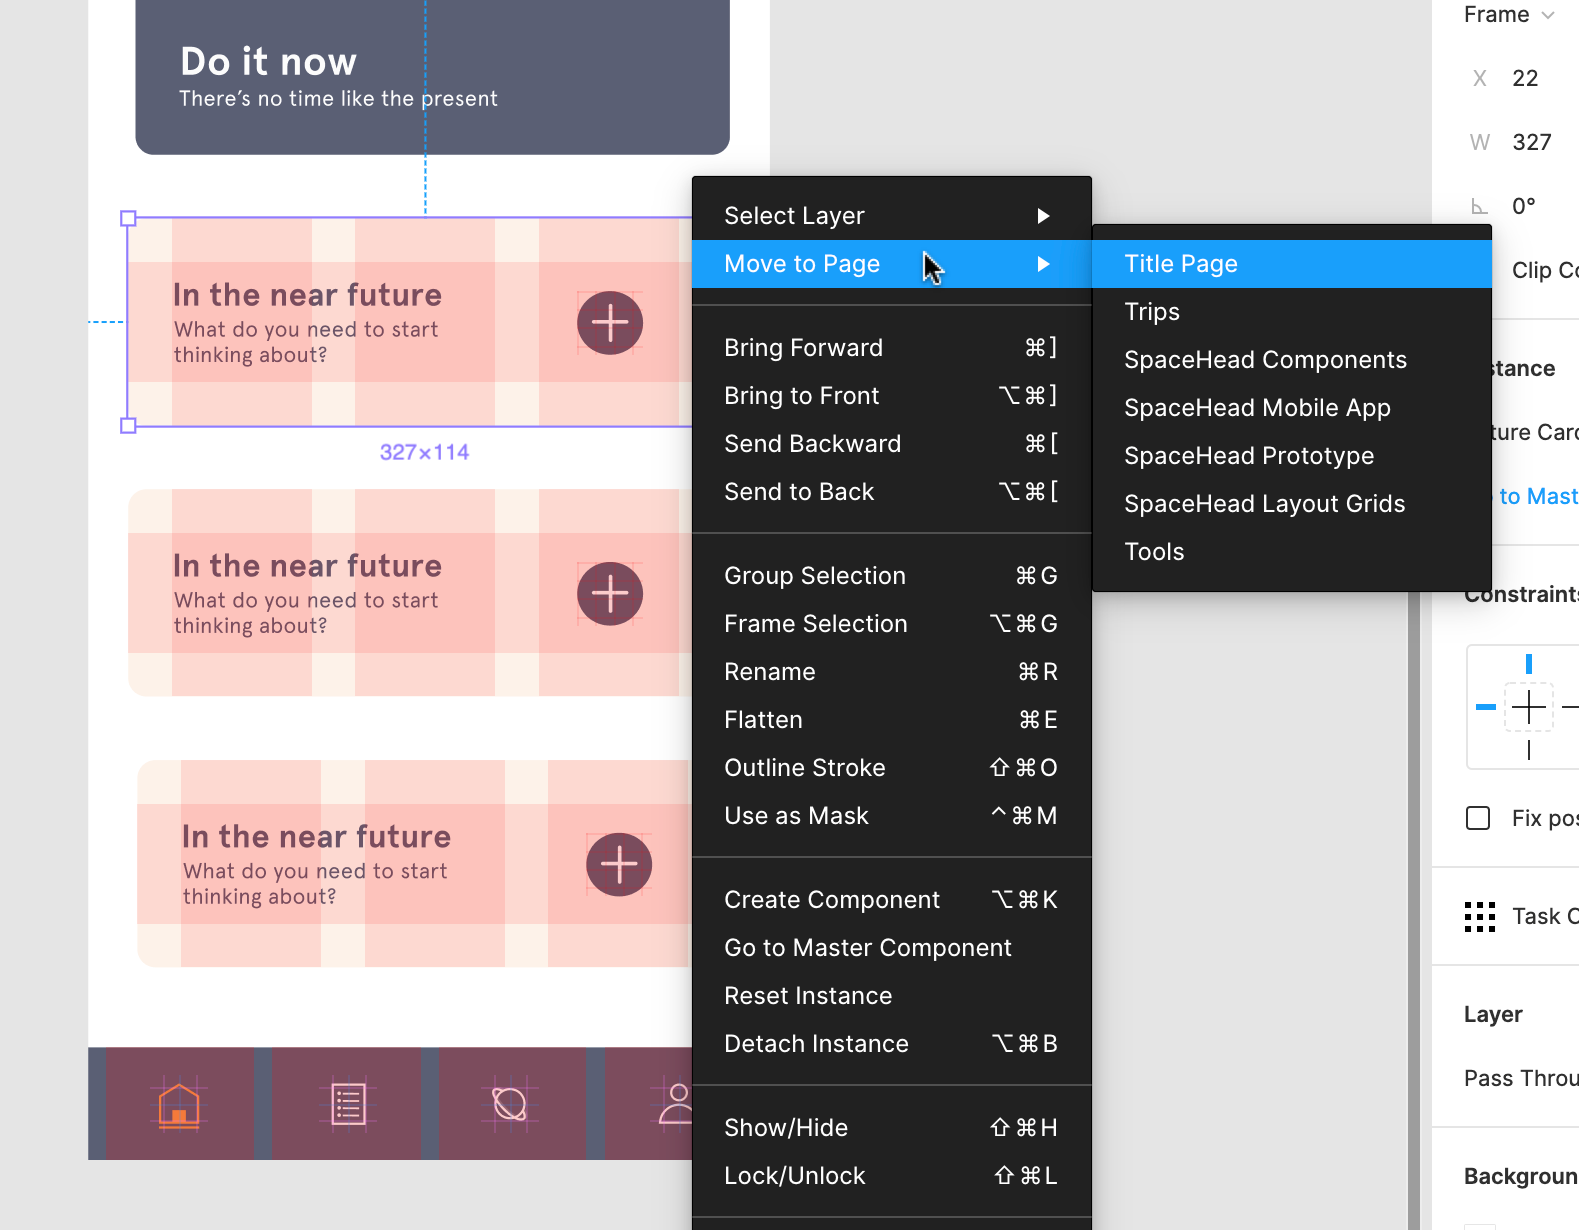 Do it now
There's no time like the present
In the near future
What do you need to start
thinking about?
327×114
In the near future
What do you need to start
thinking about?
In the near future
What do you need to start
thinking about?
Select Layer
Move to Page
Bring Forward ⌘]
Bring to Front ⌥⌘]
Send Backward ⌘[
Send to Back ⌥⌘[
Group Selection ⌘G
Frame Selection ⌥⌘G
Rename ⌘R
Flatten ⌘E
Outline Stroke ⇧⌘O
Use as Mask ^⌘M
Create Component ⌥⌘K
Go to Master Component
Reset Instance
Detach Instance ⌥⌘B
Show/Hide ⇧⌘H
Lock/Unlock ⇧⌘L
Title Page
Trips
SpaceHead Components
SpaceHead Mobile App
SpaceHead Prototype
SpaceHead Layout Grids
Tools
Frame
X 22
W 327
0°
Clip Co
stance
ture Card
to Mast
Constraints
Fix pos
Task C
Layer
Pass Throu
Backgroun